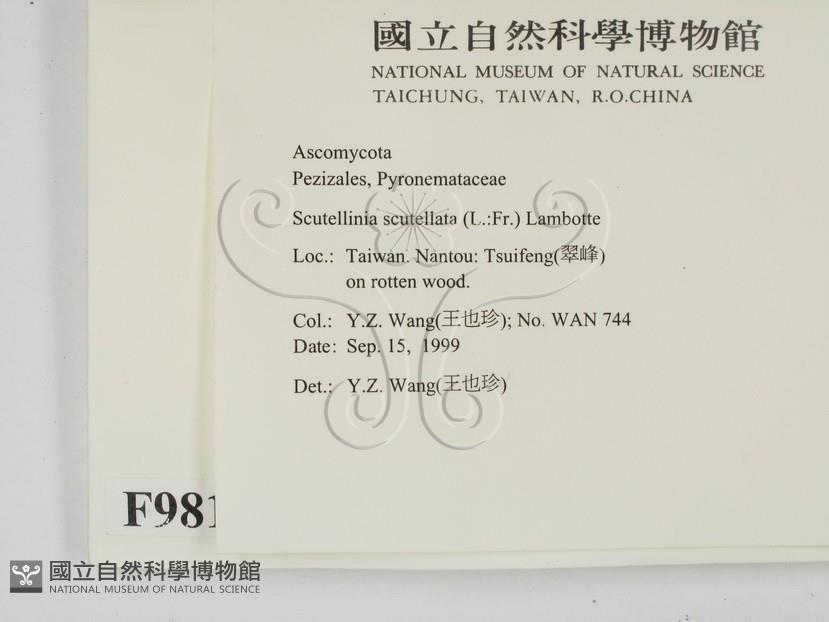 國立自然科學博物館
NATIONAL MUSEUM OF NATURAL SCIENCE
TAICHUNG, TAIWAN, R.O.CHINA
Ascomycota
Pezizales, Pyronemataceae
Scutellinia scutellata (L.:Fr.) Lambotte
Loc.: Taiwan. Nantou: Tsuifeng(翠峰)
on rotten wood.
Col.: Y.Z. Wang(王也珍); No. WAN 744
Date: Sep. 15, 1999
Det.: Y.Z. Wang(王也珍)
F981
國立自然科學博物館
NATIONAL MUSEUM OF NATURAL SCIENCE